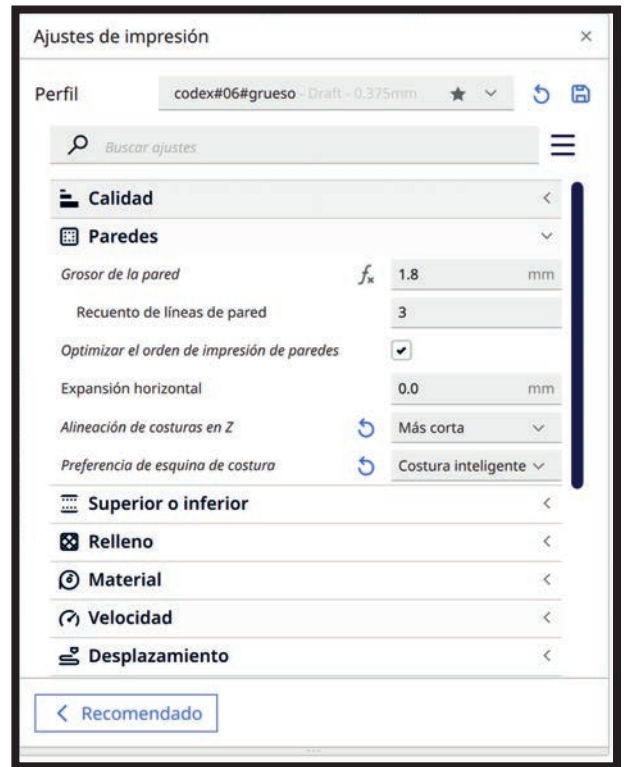 Ajustes de impresión
Perfil codex#06#grueso - Draft - 0.375mm
Buscar ajustes
Calidad
Paredes
Grosor de la pared 1.8 mm
Recuento de líneas de pared 3
Optimizar el orden de impresión de paredes
Expansión horizontal 0.0 mm
Alineación de costuras en Z Más corta
Preferencia de esquina de costura Costura inteligente
Superior o inferior
Relleno
Material
Velocidad
Desplazamiento
Recomendado